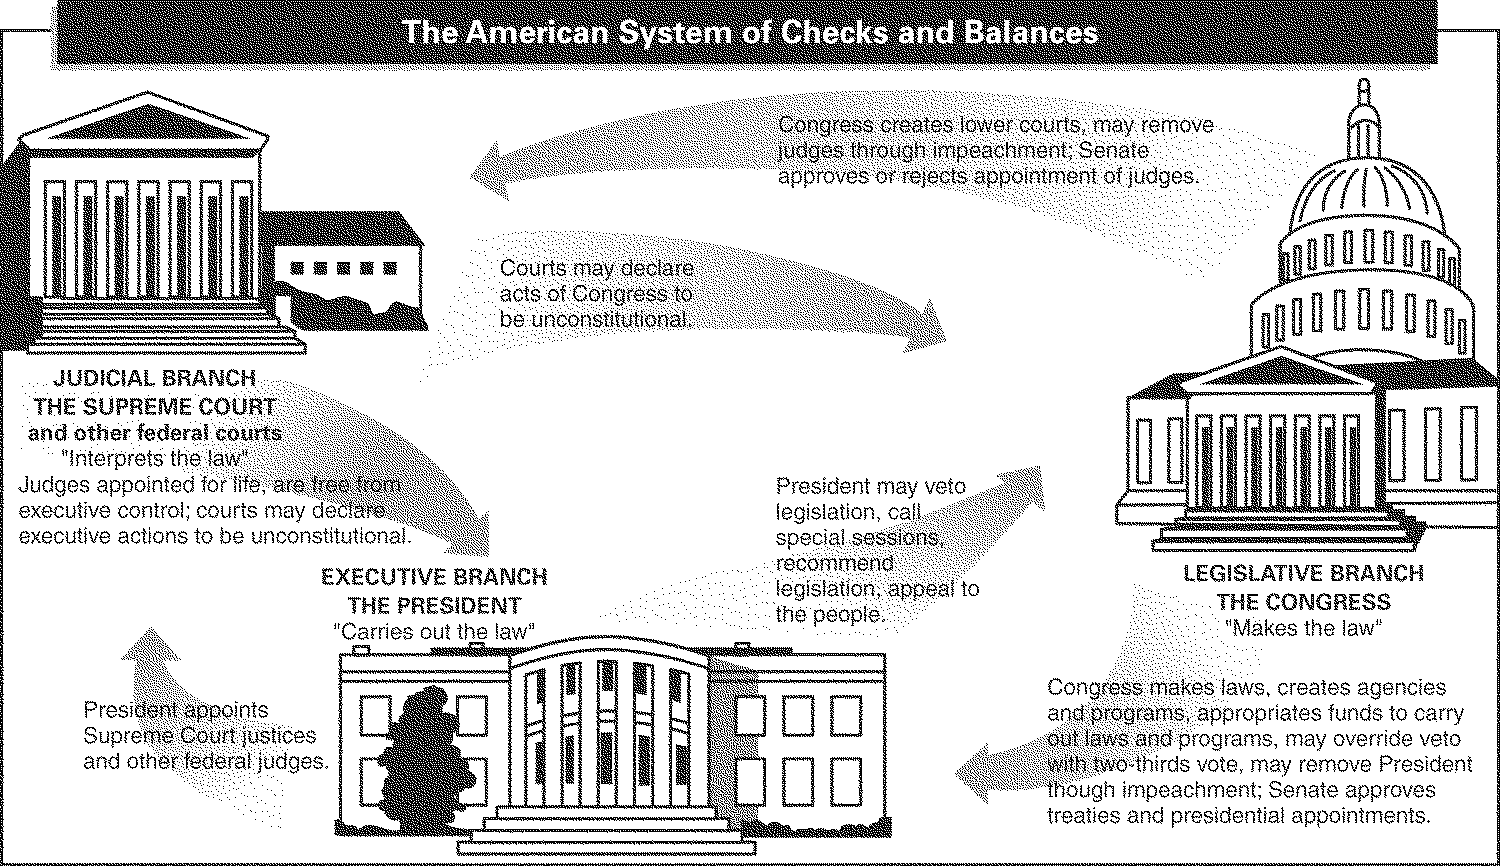 The American System of Checks and Balances
Congress creates lower courts, may remove
judges through impeachment; Senate
approves or rejects appointment of judges.
Courts may declare
acts of Congress to
be unconstitutional.
JUDICIAL BRANCH
THE SUPREME COURT
and other federal courts
"Interprets the law"
Judges appointed for life, are free from
executive control; courts may declare
executive actions to be unconstitutional.
President may veto
legislation, call
special sessions,
recommend
legislation, appeal to
the people.
EXECUTIVE BRANCH
THE PRESIDENT
"Carries out the law"
LEGISLATIVE BRANCH
THE CONGRESS
"Makes the law"
President appoints
Supreme Court justices
and other federal judges.
Congress makes laws, creates agencies
and programs, appropriates funds to carry
out laws and programs, may override veto
with two-thirds vote, may remove President
though impeachment; Senate approves
treaties and presidential appointments.